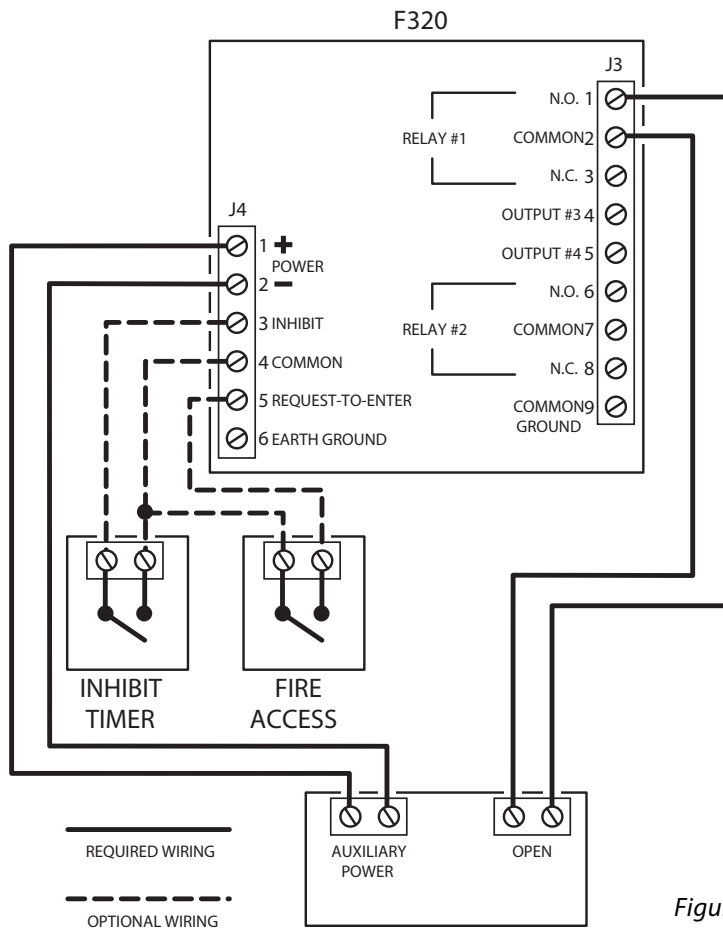 F320
J3
N.O. 1
RELAY #1
COMMON2
N.C. 3
OUTPUT #3 4
OUTPUT #4 5
N.O. 6
RELAY #2
COMMON7
N.C. 8
COMMON9
GROUND
J4
1 +
POWER
2 −
3 INHIBIT
4 COMMON
5 REQUEST-TO-ENTER
6 EARTH GROUND
INHIBIT
TIMER
FIRE
ACCESS
REQUIRED WIRING
OPTIONAL WIRING
AUXILIARY
POWER
OPEN